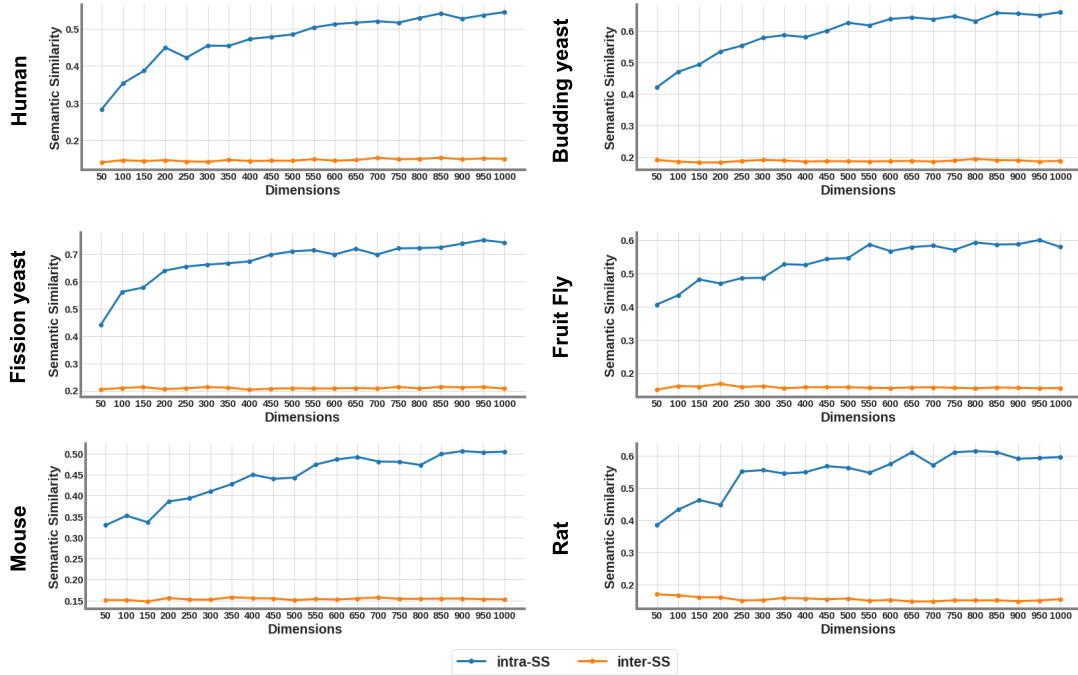 Human
Semantic Similarity
0.5
0.4
0.3
0.2
50 100 150 200 250 300 350 400 450 500 550 600 650 700 750 800 850 900 950 1000
Dimensions
Budding yeast
Semantic Similarity
0.6
0.5
0.4
0.3
0.2
50 100 150 200 250 300 350 400 450 500 550 600 650 700 750 800 850 900 950 1000
Dimensions
Fission yeast
Semantic Similarity
0.7
0.6
0.5
0.4
0.3
0.2
50 100 150 200 250 300 350 400 450 500 550 600 650 700 750 800 850 900 950 1000
Dimensions
Fruit Fly
Semantic Similarity
0.6
0.5
0.4
0.3
0.2
50 100 150 200 250 300 350 400 450 500 550 600 650 700 750 800 850 900 950 1000
Dimensions
Mouse
Semantic Similarity
0.50
0.45
0.40
0.35
0.30
0.25
0.20
0.15
50 100 150 200 250 300 350 400 450 500 550 600 650 700 750 800 850 900 950 1000
Dimensions
Rat
Semantic Similarity
0.6
0.5
0.4
0.3
0.2
50 100 150 200 250 300 350 400 450 500 550 600 650 700 750 800 850 900 950 1000
Dimensions
intra-SS inter-SS